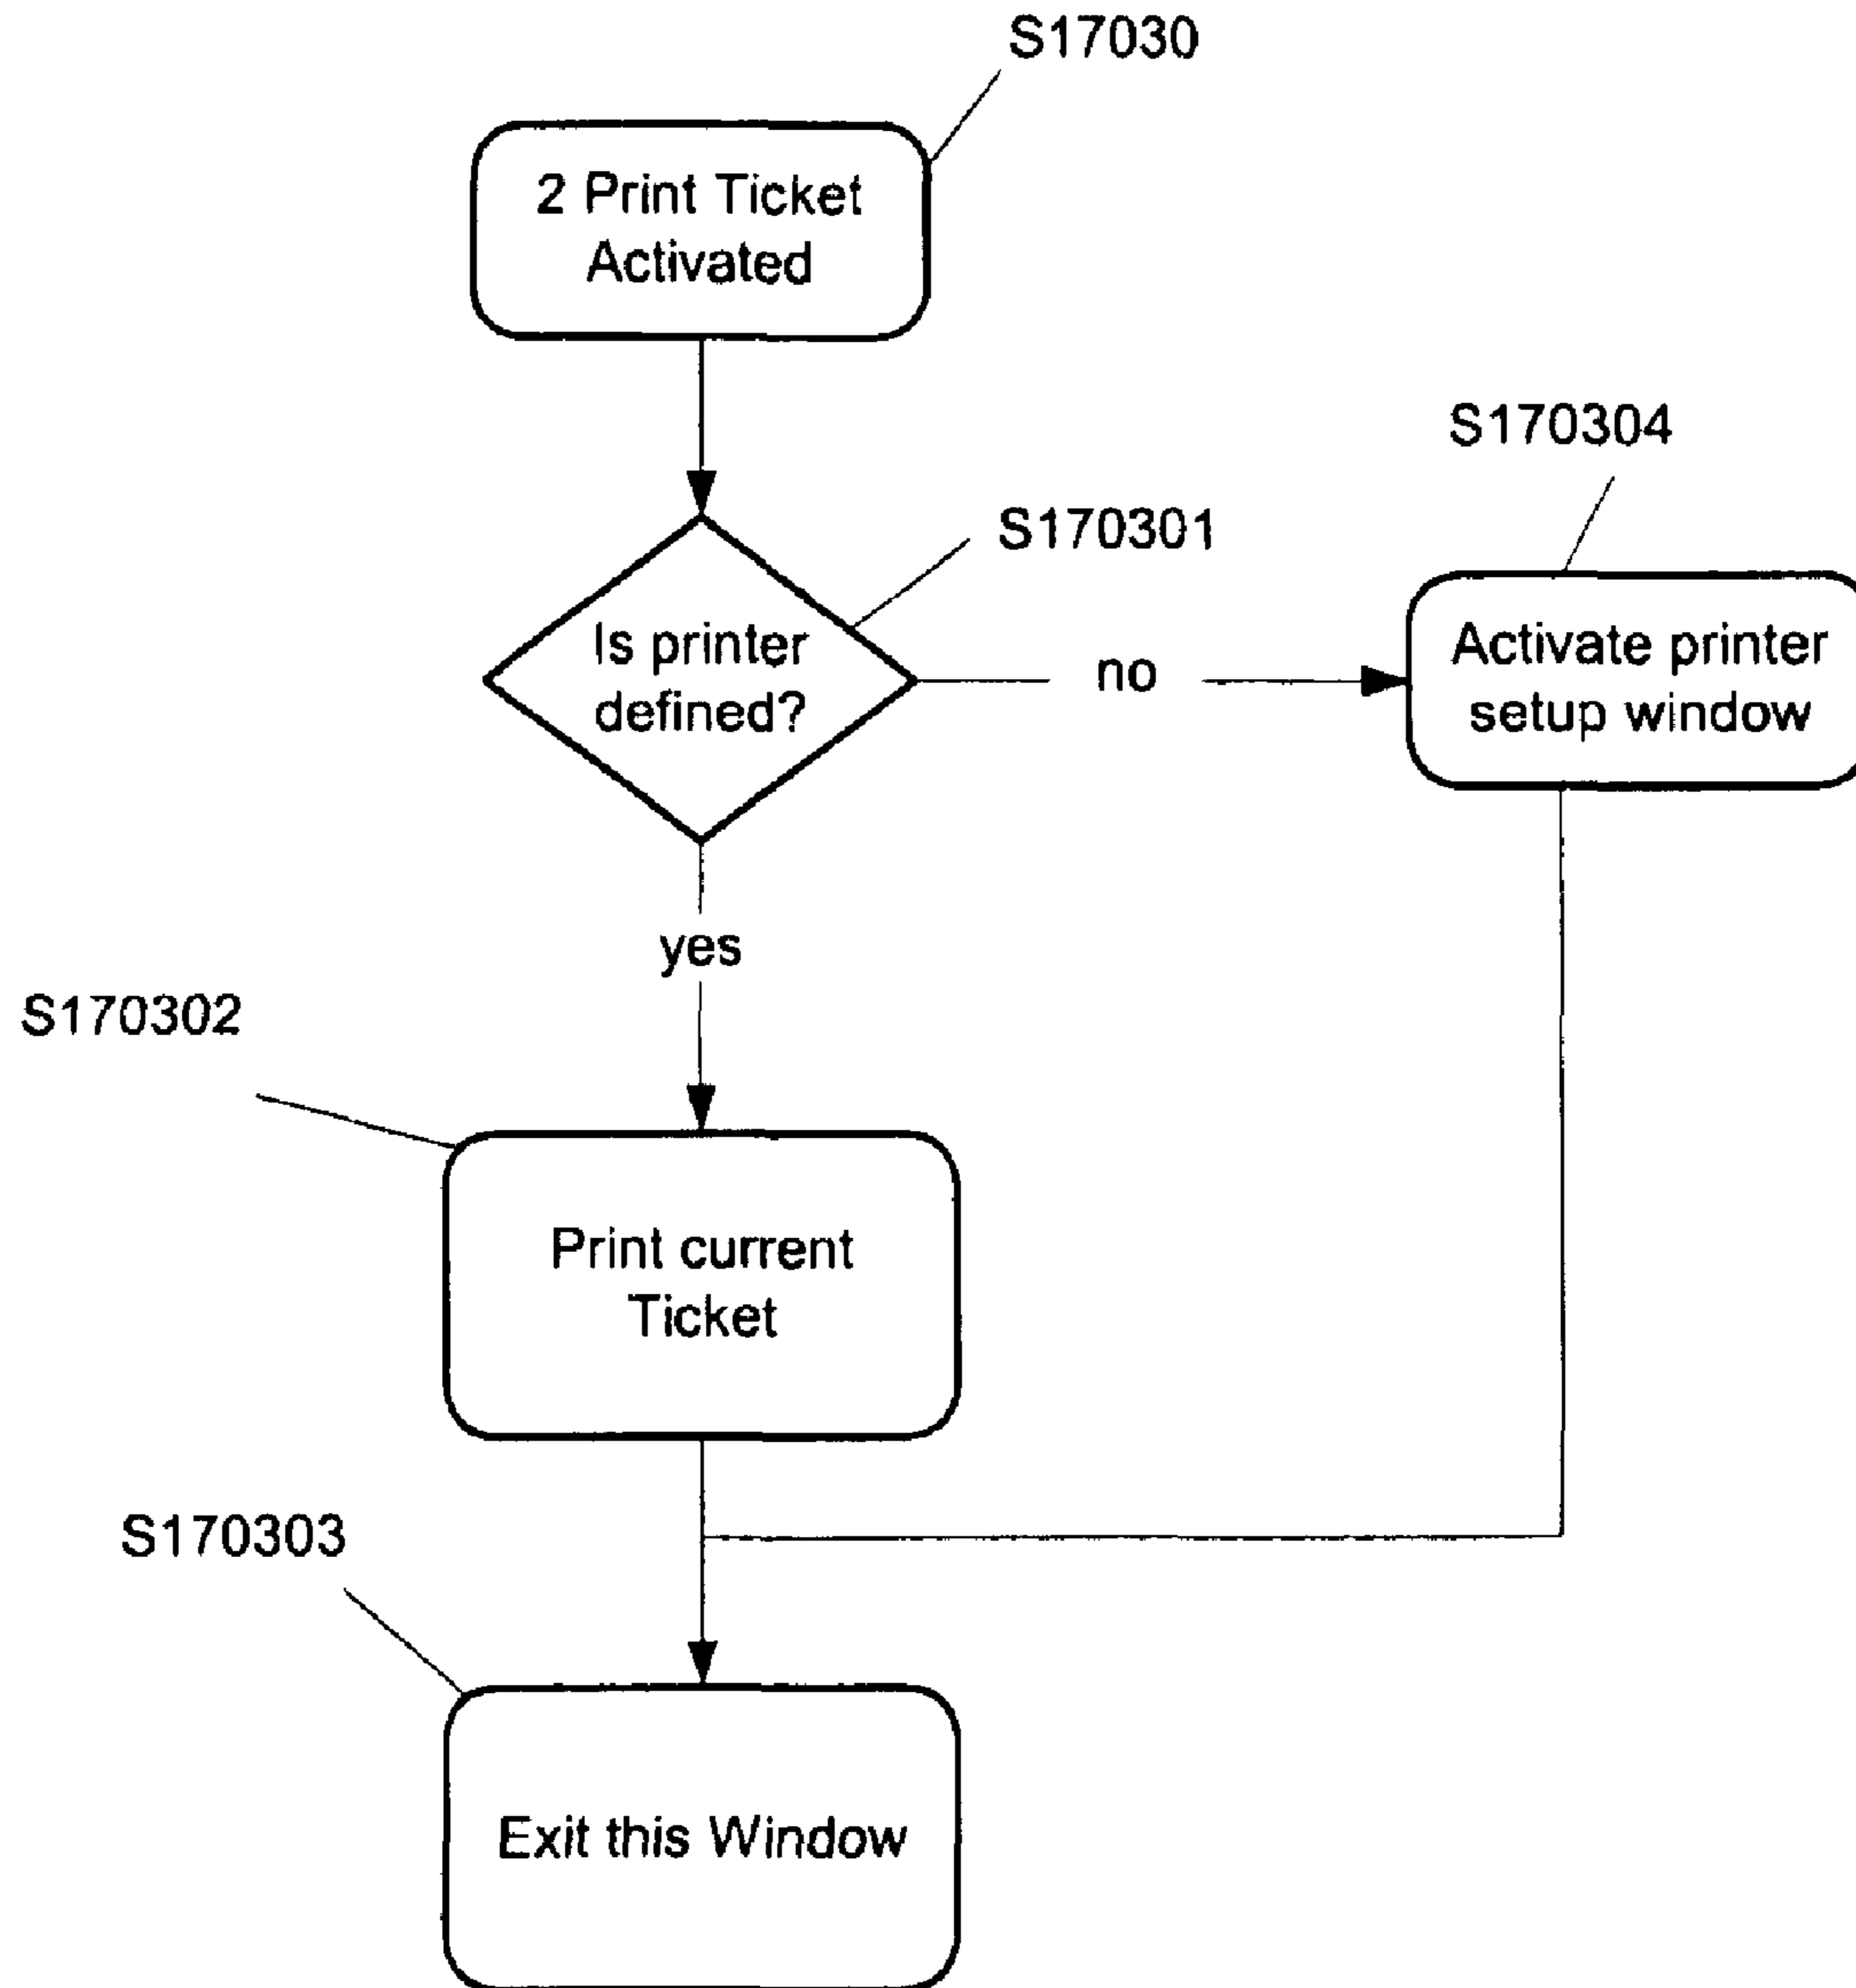 S17030
2 Print Ticket
Activated
S170304
S170301
Is printer
defined?
no
Activate printer
setup window
yes
S170302
Print current
Ticket
S170303
Exit this Window